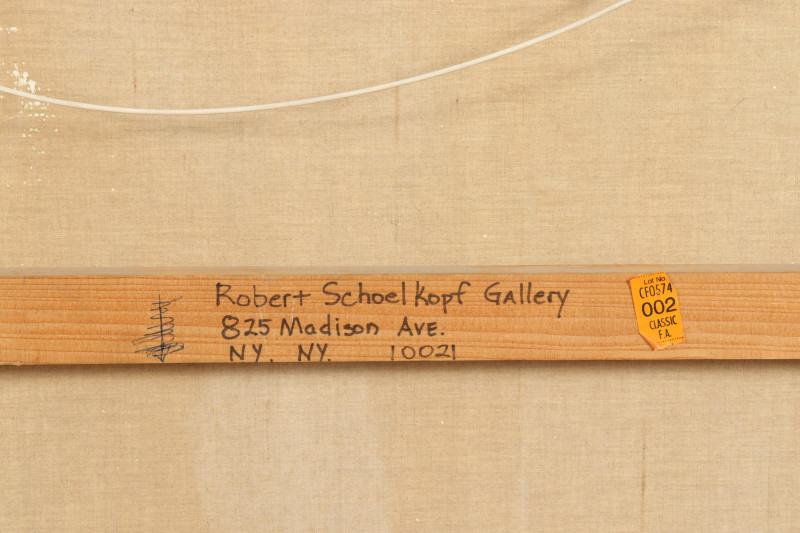 Robert Schoelkopf Gallery
825 Madison Ave.
NY. NY. 10021
Lot No.
CF0574
002
CLASSIC
F.A.